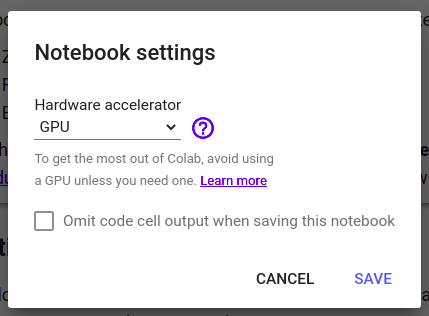 Notebook settings
Hardware accelerator
GPU
?
To get the most out of Colab, avoid using
a GPU unless you need one. Learn more
Omit code cell output when saving this notebook
CANCEL SAVE